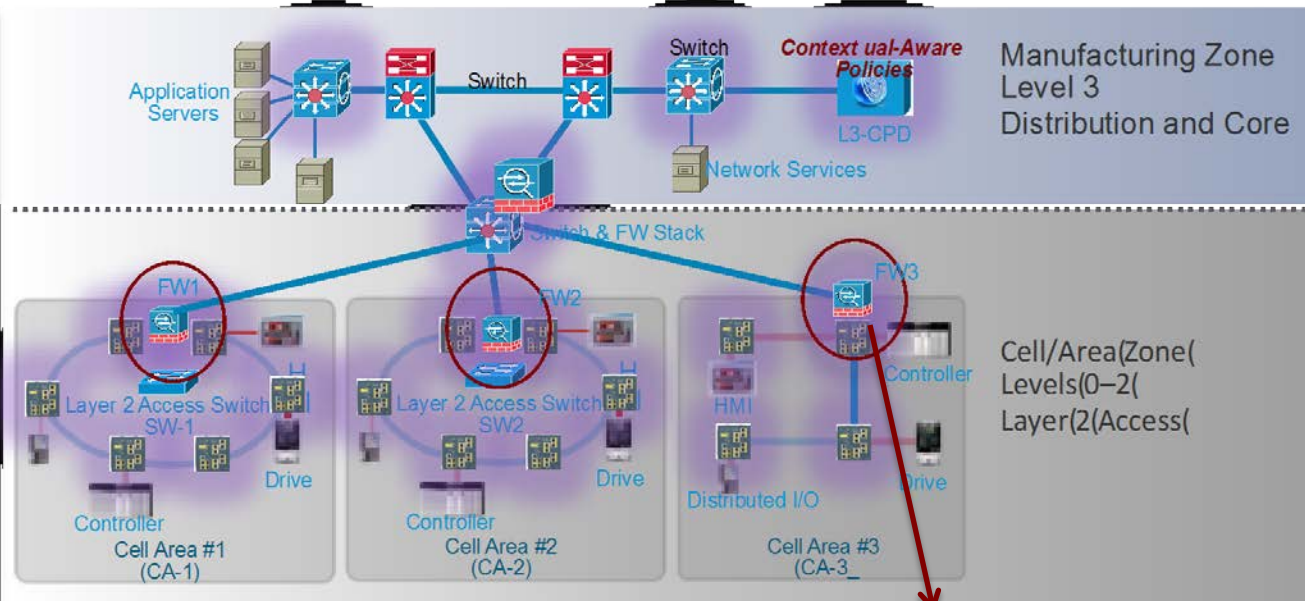 Switch
Context ual-Aware
Policies
Manufacturing Zone
Level 3
Distribution and Core
Application
Servers
Switch
L3-CPD
Network Services
Switch & FW Stack
FW1
FW2
FW3
Cell/Area(Zone(
Levels(0–2(
Layer(2(Access(
Controller
HMI
Layer 2 Access Switch
SW-1
Layer 2 Access Switch
SW2
Drive
Drive
Drive
Distributed I/O
Controller
Controller
Cell Area #1
(CA-1)
Cell Area #2
(CA-2)
Cell Area #3
(CA-3_